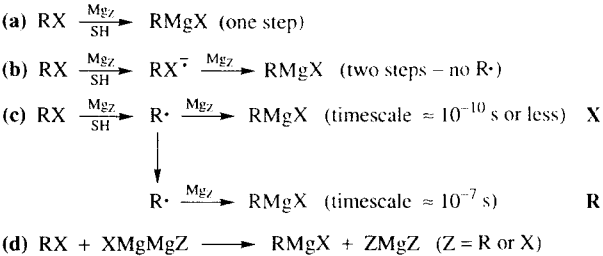 (a) RX Mg_Z SH → RMgX (one step)
(b) RX Mg_Z SH → RX⁻· Mg_Z → RMgX (two steps – no R·)
(c) RX Mg_Z SH → R· Mg_Z → RMgX (timescale ≈ 10⁻¹⁰ s or less) X
R· Mg_Z → RMgX (timescale ≈ 10⁻⁷ s) R
(d) RX + XMgMgZ → RMgX + ZMgZ (Z = R or X)